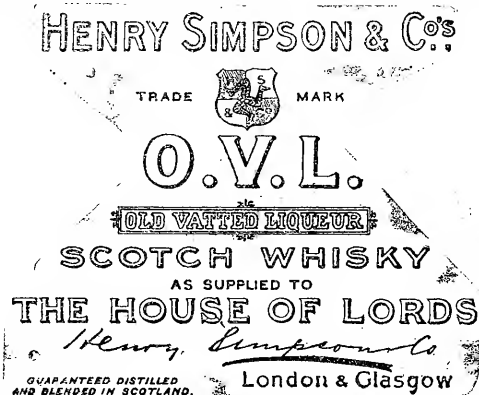 HENRY SIMPSON & Co's.,
TRADE MARK
S
&
O.V.L.
OLD VATTED LIQUEUR
SCOTCH WHISKY
AS SUPPLIED TO
THE HOUSE OF LORDS
Henry Simpson & Co.
GUARANTEED DISTILLED
AND BLENDED IN SCOTLAND.
London & Glasgow